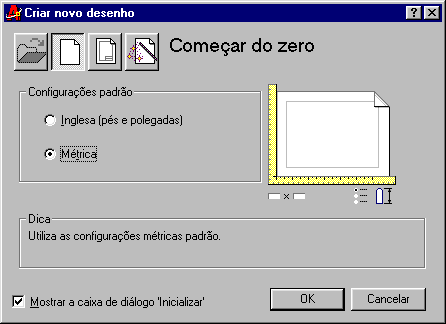 Criar novo desenho
Começar do zero
Configurações padrão
Inglesa (pés e polegadas)
Métrica
Dica
Utiliza as configurações métricas padrão.
Mostrar a caixa de diálogo 'Inicializar'
OK
Cancelar